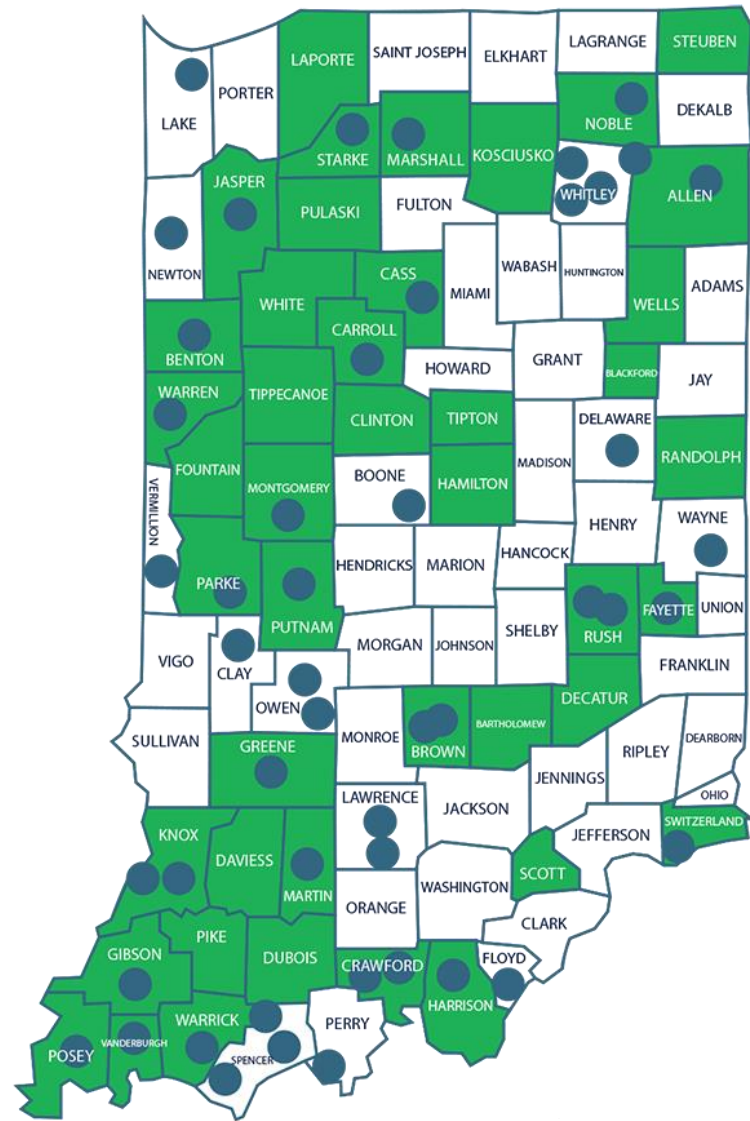 LAPORTE
SAINT JOSEPH
ELKHART
LAGRANGE
STEUBEN
LAKE
PORTER
STARKE
MARSHALL
KOSCIUSKO
NOBLE
DEKALB
JASPER
PULASKI
FULTON
WHITLEY
ALLEN
NEWTON
WHITE
CASS
MIAMI
WABASH
HUNTINGTON
WELLS
ADAMS
BENTON
CARROLL
HOWARD
GRANT
BLACKFORD
JAY
WARREN
TIPPECANOE
CLINTON
TIPTON
DELAWARE
RANDOLPH
FOUNTAIN
MONTGOMERY
BOONE
HAMILTON
MADISON
VERMILLION
HENRY
WAYNE
PARKE
PUTNAM
HENDRICKS
MARION
HANCOCK
RUSH
FAYETTE
UNION
VIGO
CLAY
MORGAN
JOHNSON
SHELBY
FRANKLIN
OWEN
SULLIVAN
GREENE
MONROE
BROWN
BARTHOLOMEW
DECATUR
RIPLEY
DEARBORN
JENNINGS
OHIO
LAWRENCE
JACKSON
KNOX
DAVIESS
MARTIN
JEFFERSON
SWITZERLAND
SCOTT
WASHINGTON
ORANGE
CLARK
GIBSON
PIKE
DUBOIS
CRAWFORD
FLOYD
HARRISON
POSEY
VANDERBURGH
WARRICK
SPENCER
PERRY